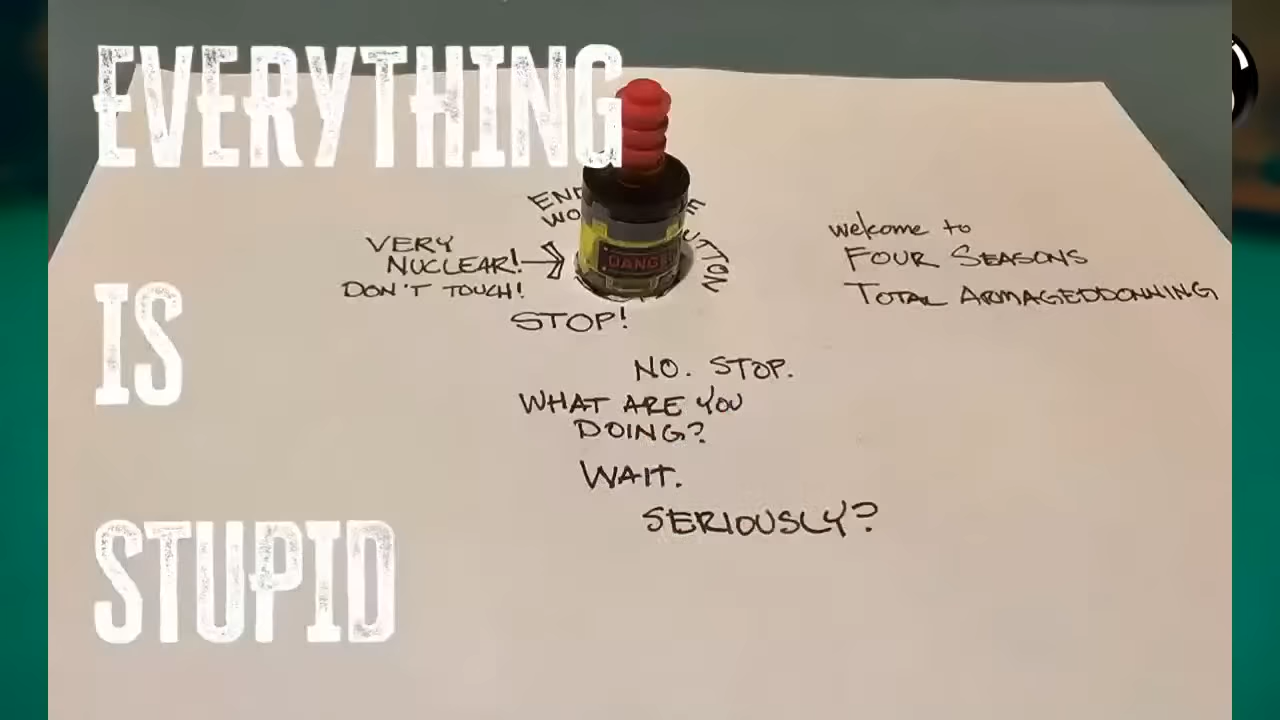 EVERYTHING
IS
STUPID
VERY
NUCLEAR!
DON'T TOUCH!
STOP!
NO. STOP.
WHAT ARE YOU
DOING?
WAIT.
SERIOUSLY?
welcome to
FOUR SEASONS
TOTAL ARMAGEDDONNING